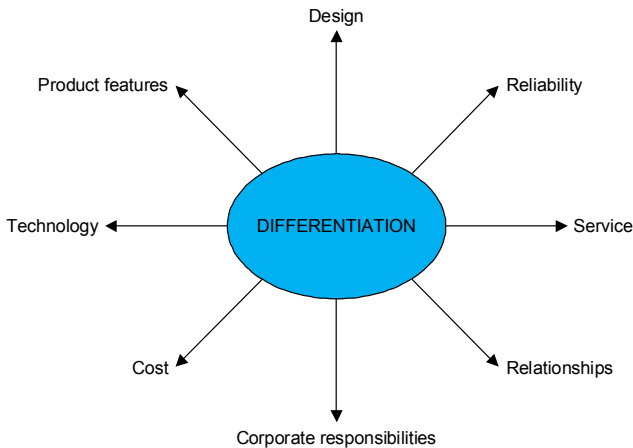 Design
Product features
Reliability
Technology
DIFFERENTIATION
Service
Cost
Relationships
Corporate responsibilities